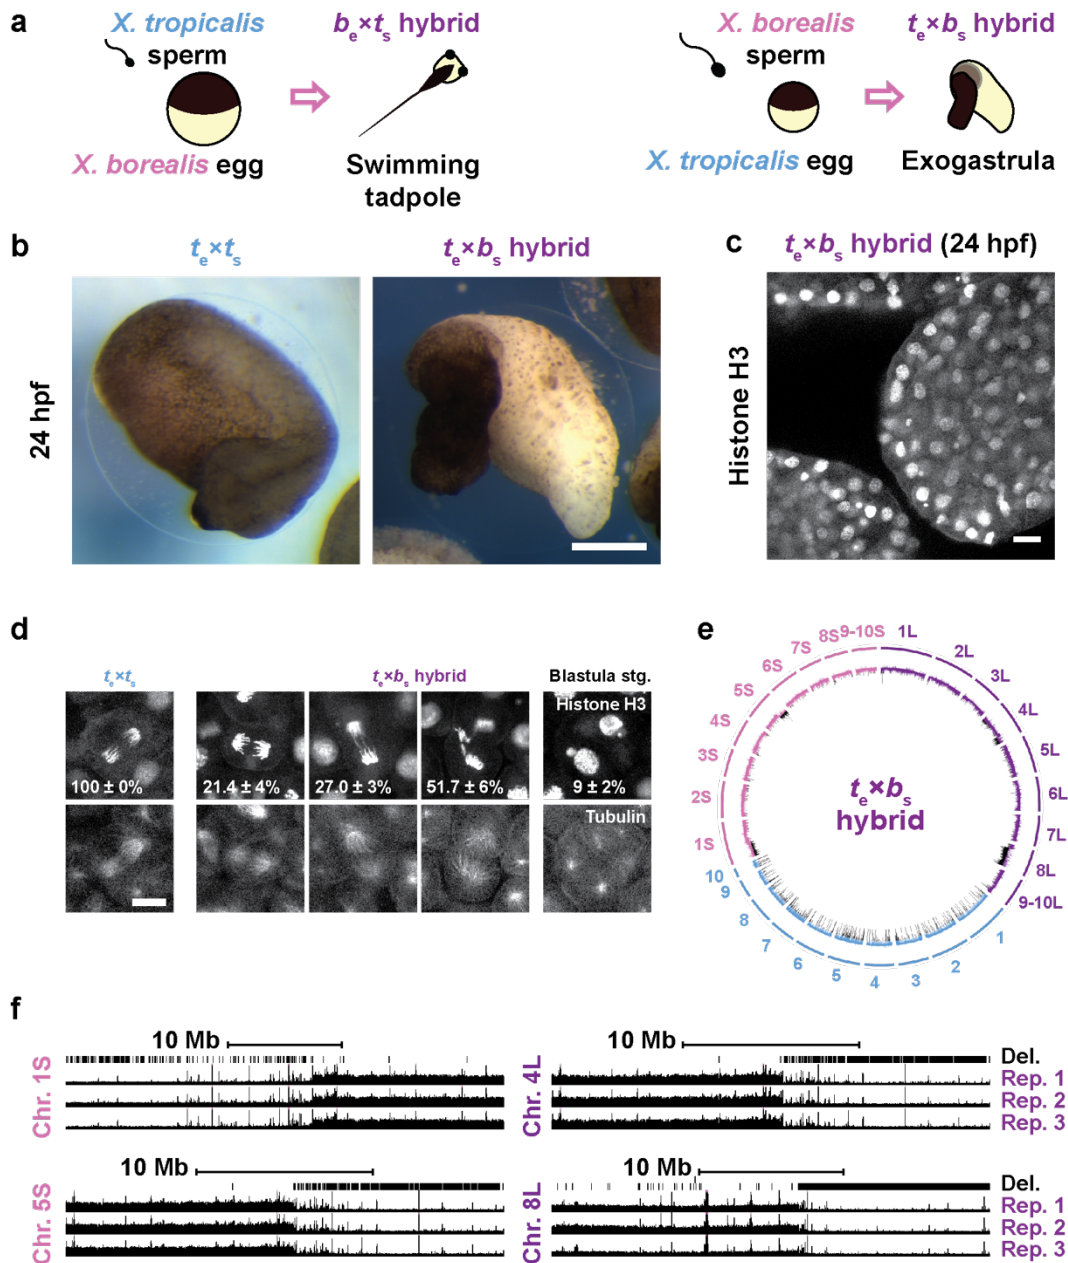 a
X. tropicalis
sperm
X. borealis egg
be×ts hybrid
Swimming
tadpole
X. borealis
sperm
X. tropicalis egg
te×bs hybrid
Exogastrula
b
te×ts
te×bs hybrid
24 hpf
c
te×bs hybrid (24 hpf)
Histone H3
d
te×ts
te×bs hybrid
Blastula stg.
Histone H3
100 ± 0%
21.4 ± 4%
27.0 ± 3%
51.7 ± 6%
9 ± 2%
Tubulin
e
1L
2L
3L
4L
5L
6L
7L
8L
9-10L
1
2
3
4
5
6
7
8
9
10
1S
2S
3S
4S
5S
6S
7S
8S
9-10S
te×bs
hybrid
f
Chr. 1S
10 Mb
Chr. 4L
10 Mb
Del.
Rep. 1
Rep. 2
Rep. 3
Chr. 5S
10 Mb
Chr. 8L
10 Mb
Del.
Rep. 1
Rep. 2
Rep. 3